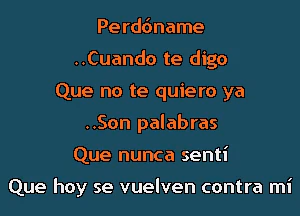 Perdóname
..Cuando te digo
Que no te quiero ya
..Son palabras
Que nunca sentí
Que hoy se vuelven contra mí